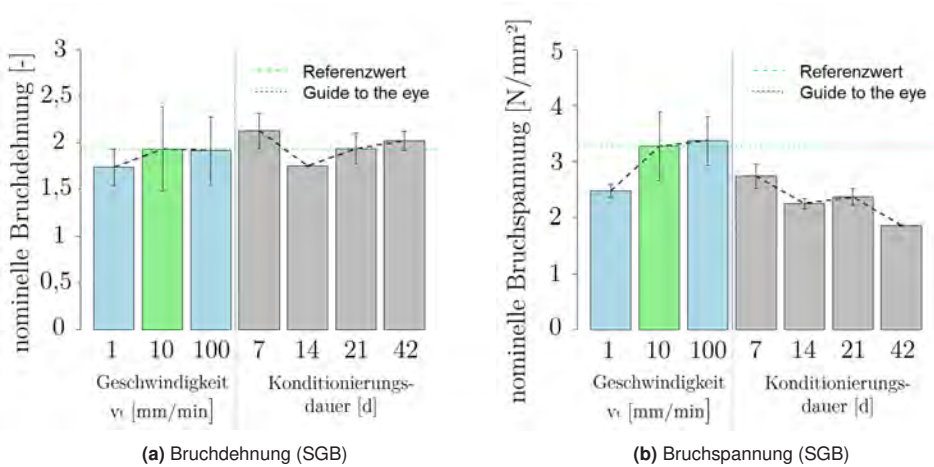 nominelle Bruchdehnung [-]
3
2,5
2
1,5
1
0,5
0
Referenzwert
Guide to the eye
1 10 100 7 14 21 42
Geschwindigkeit
vₜ [mm/min]
Konditionierungs-
dauer [d]
(a) Bruchdehnung (SGB)
nominelle Bruchspannung [N/mm²]
5
4
3
2
1
0
Referenzwert
Guide to the eye
1 10 100 7 14 21 42
Geschwindigkeit
vₜ [mm/min]
Konditionierungs-
dauer [d]
(b) Bruchspannung (SGB)